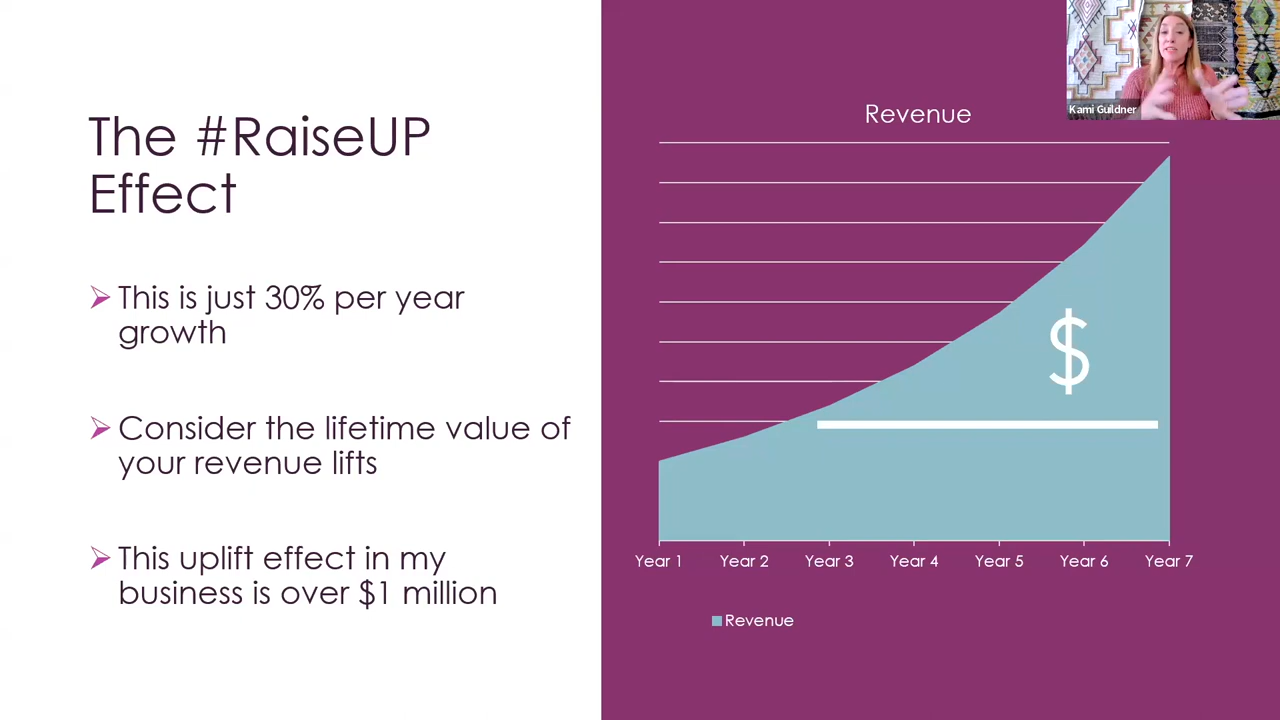 The #RaiseUP
Effect
This is just 30% per year
growth
Consider the lifetime value of
your revenue lifts
This uplift effect in my
business is over $1 million
Kami Guildner
Revenue
$
Year 1 Year 2 Year 3 Year 4 Year 5 Year 6 Year 7
Revenue